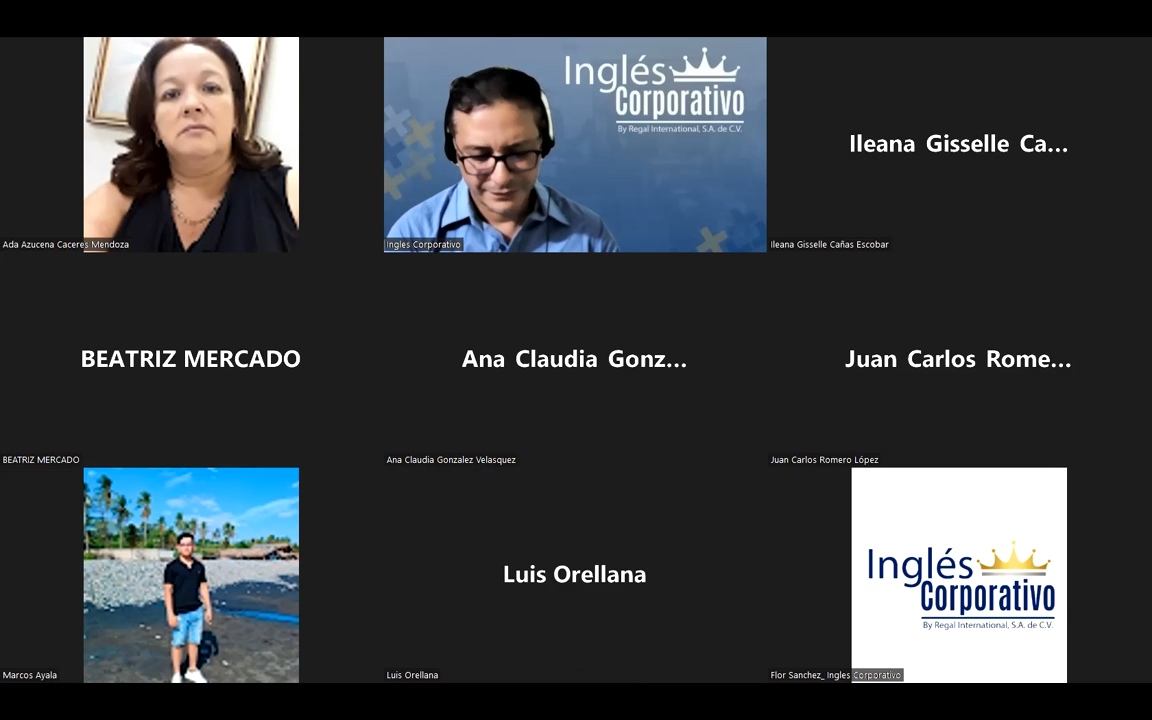 Inglés
Corporativo
By Regal International, S.A. de C.V.
Ileana Gisselle Ca...
Ada Azucena Caceres Mendoza
Ingles Corporativo
Ileana Gisselle Cañas Escobar
BEATRIZ MERCADO
Ana Claudia Gonz...
Juan Carlos Rome...
BEATRIZ MERCADO
Ana Claudia Gonzalez Velasquez
Juan Carlos Romero López
Luis Orellana
Inglés
Corporativo
By Regal International, S.A. de C.V.
Marcos Ayala
Luis Orellana
Flor Sanchez_ Ingles Corporativo